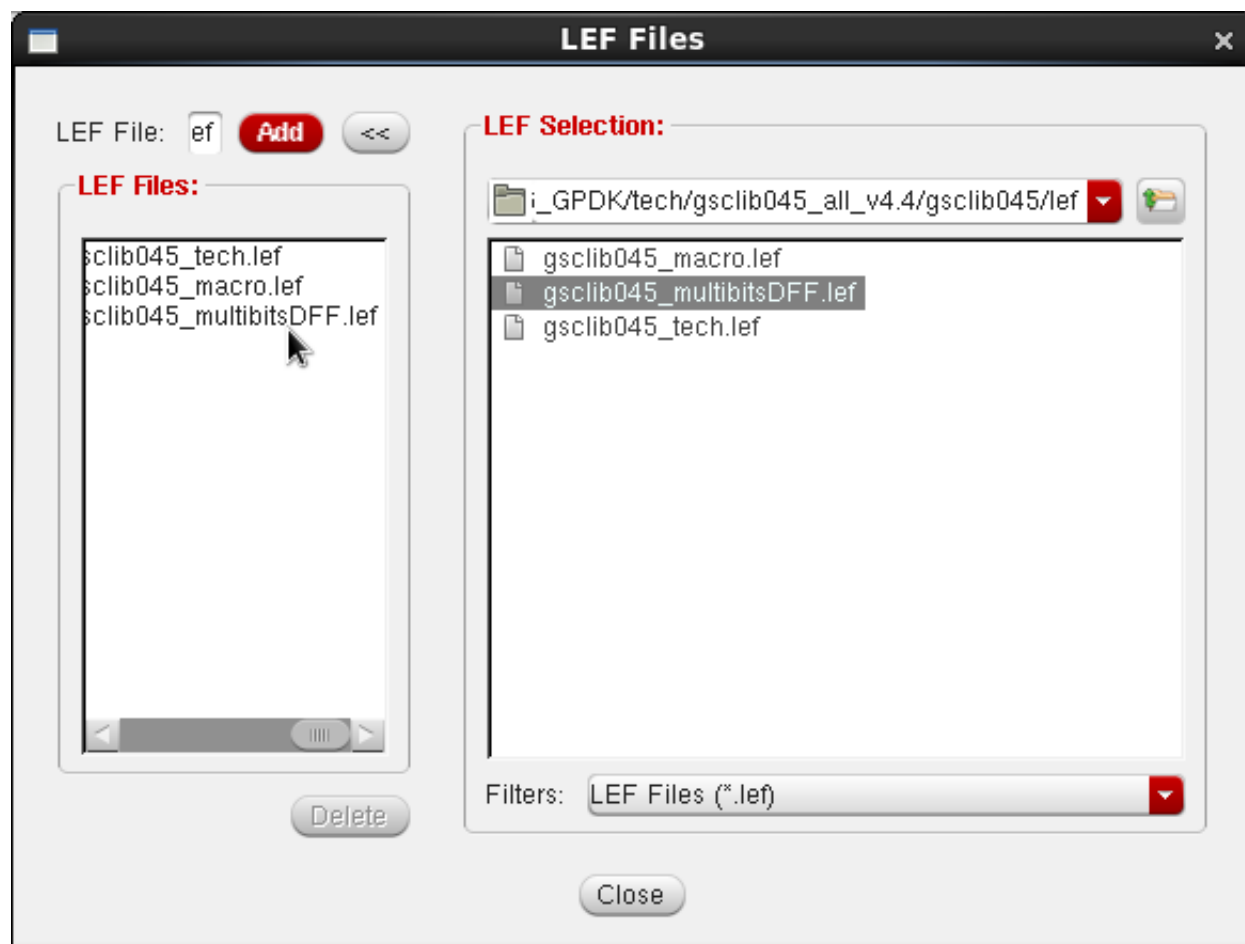 LEF Files
LEF File: ef Add <<
LEF Files:
sclib045_tech.lef
sclib045_macro.lef
sclib045_multibitsDFF.lef
Delete
LEF Selection:
i_GPDK/tech/gsclib045_all_v4.4/gsclib045/lef
gsclib045_macro.lef
gsclib045_multibitsDFF.lef
gsclib045_tech.lef
Filters: LEF Files (*.lef)
Close